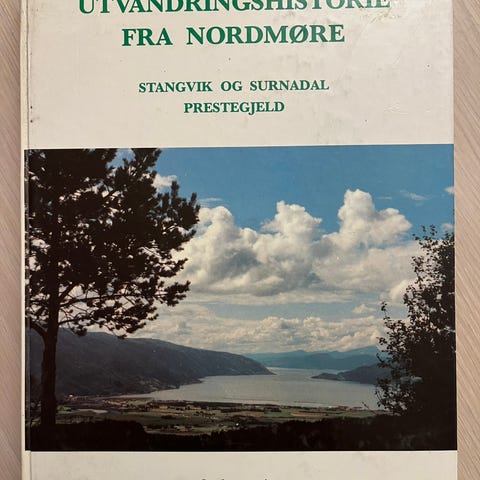 UTVANDRINGSHISTORIE
FRA NORDMØRE
STANGVIK OG SURNADAL
PRESTEGJELD